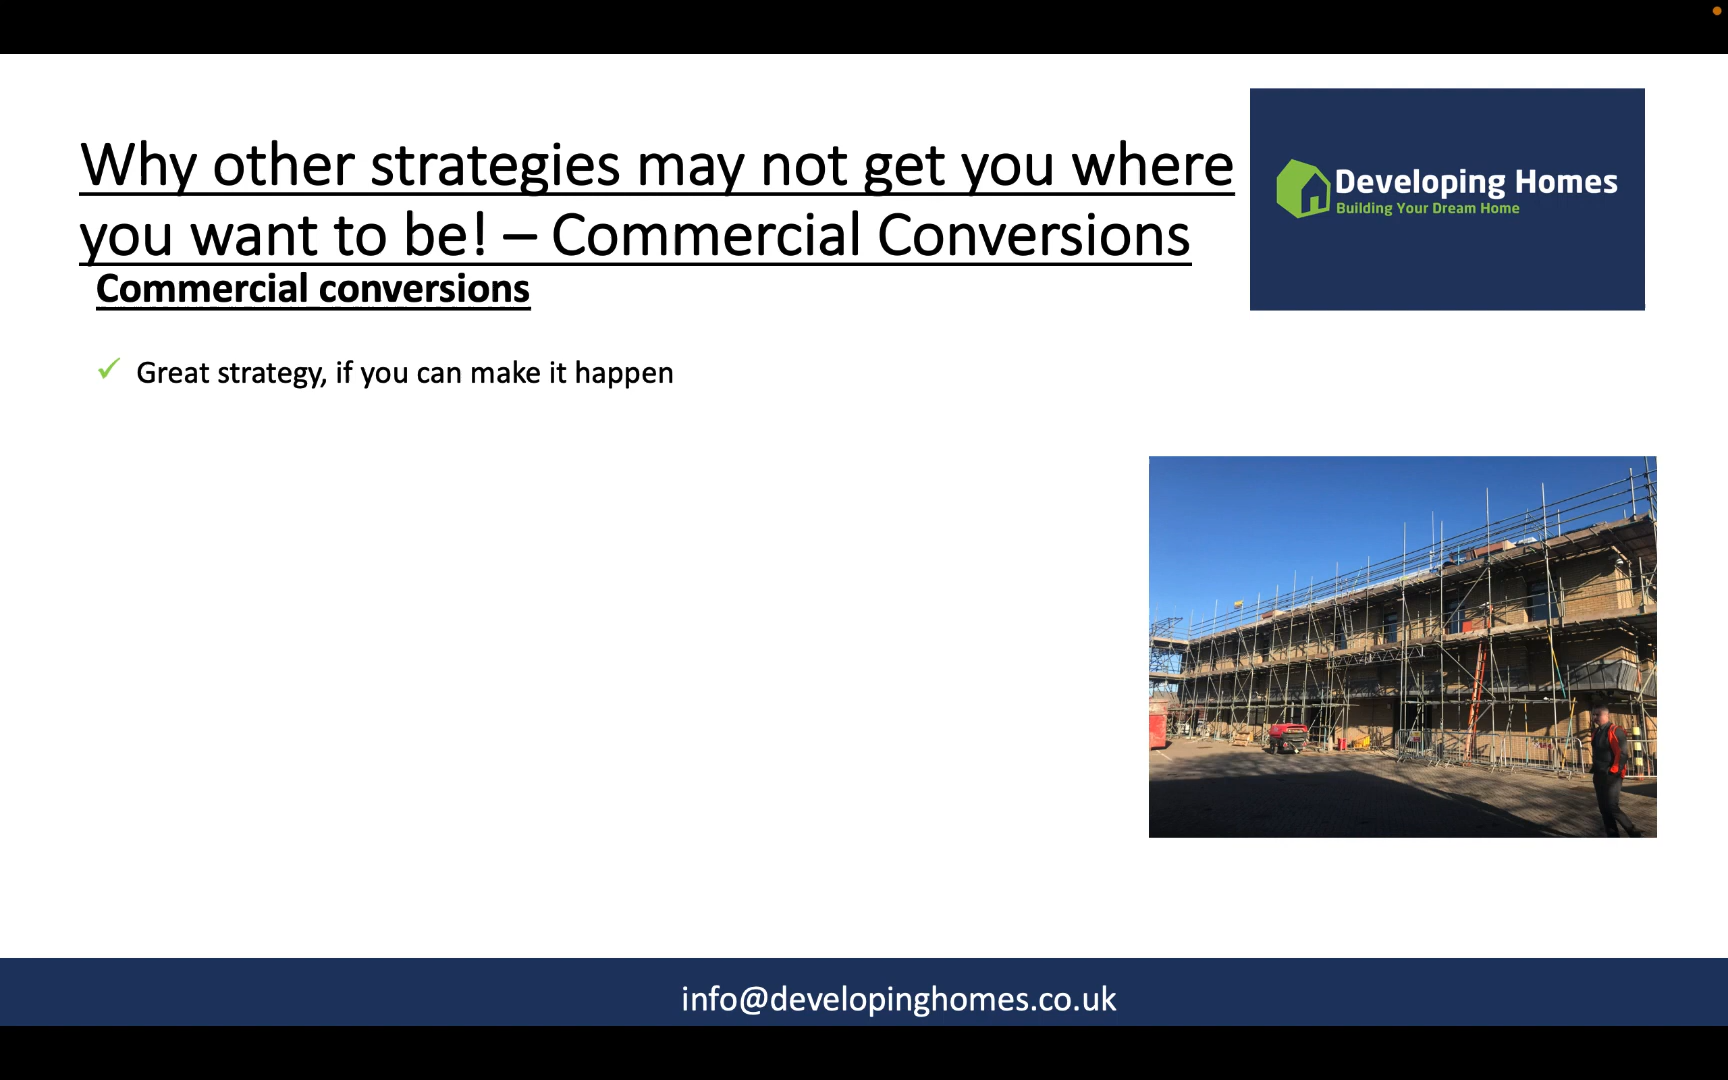 Why other strategies may not get you where
you want to be! – Commercial Conversions
Developing Homes
Building Your Dream Home
Commercial conversions
✓ Great strategy, if you can make it happen
info@developinghomes.co.uk